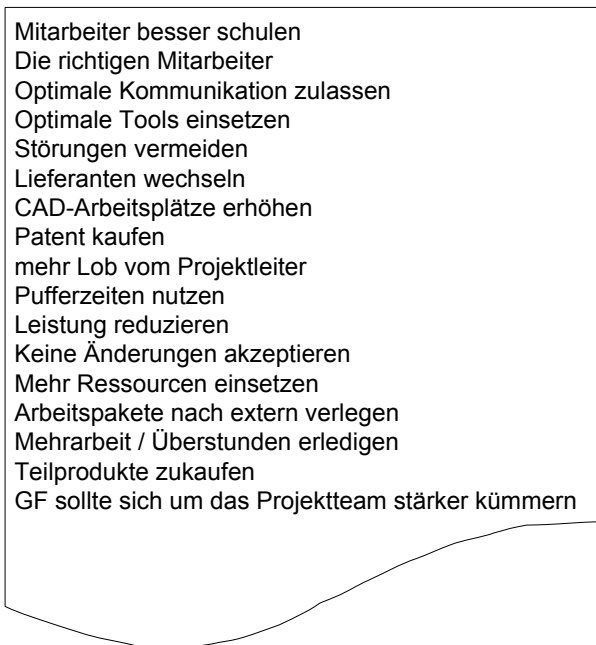 Mitarbeiter besser schulen
Die richtigen Mitarbeiter
Optimale Kommunikation zulassen
Optimale Tools einsetzen
Störungen vermeiden
Lieferanten wechseln
CAD-Arbeitsplätze erhöhen
Patent kaufen
mehr Lob vom Projektleiter
Pufferzeiten nutzen
Leistung reduzieren
Keine Änderungen akzeptieren
Mehr Ressourcen einsetzen
Arbeitspakete nach extern verlegen
Mehrarbeit / Überstunden erledigen
Teilprodukte zukaufen
GF sollte sich um das Projektteam stärker kümmern